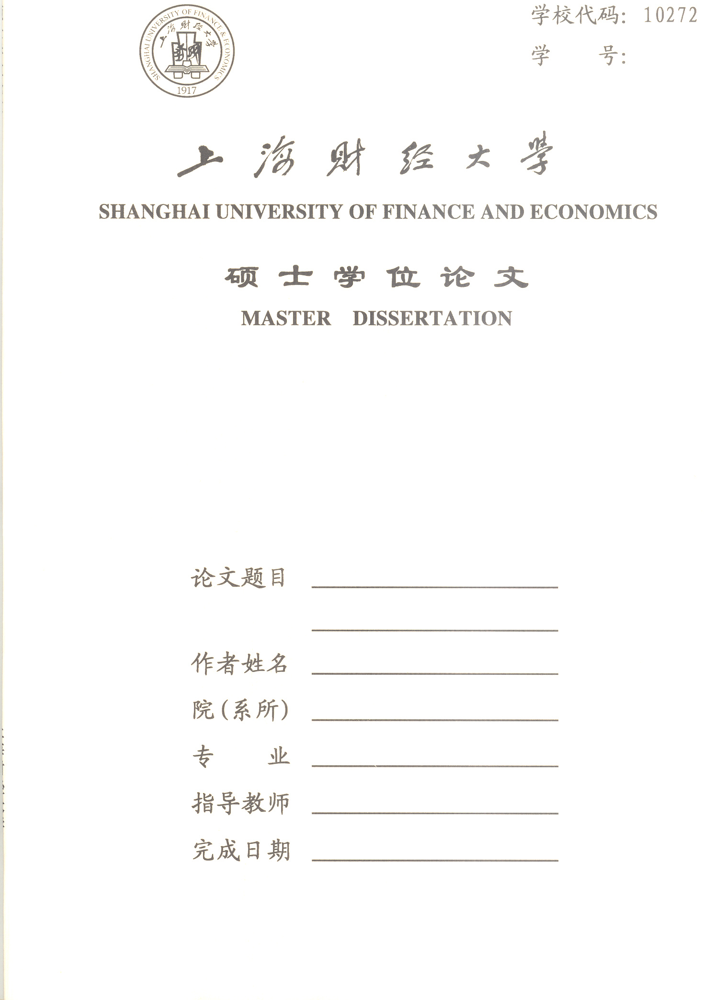 SHANGHAI UNIVERSITY OF FINANCE & ECONOMICS
上海财经大学
1917
学校代码：10272
学 号：
上海财经大学
SHANGHAI UNIVERSITY OF FINANCE AND ECONOMICS
硕士学位论文
MASTER DISSERTATION
论文题目
作者姓名
院(系所)
专 业
指导教师
完成日期